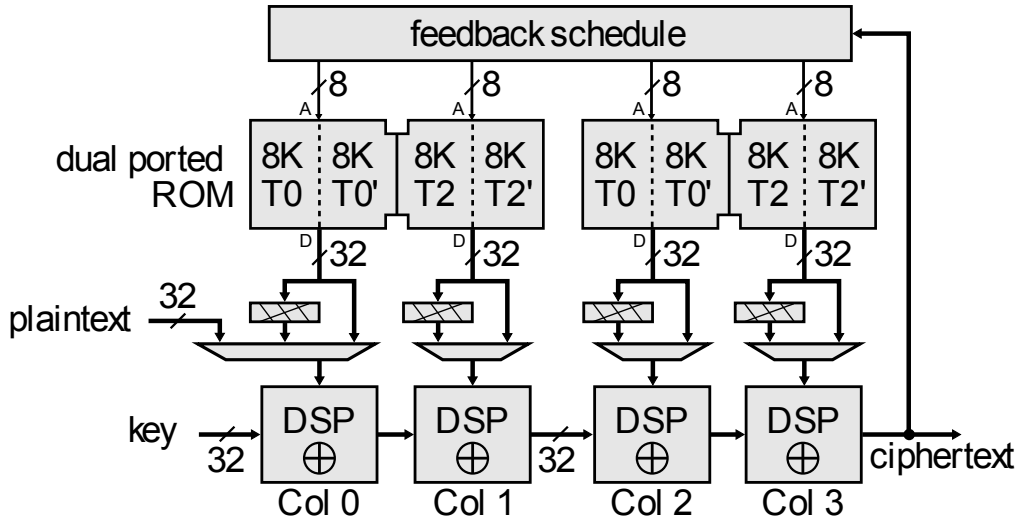 feedback schedule
8 8 8 8
A A A A
dual ported ROM
8K T0 8K T0' 8K T2 8K T2' 8K T0 8K T0' 8K T2 8K T2'
D 32 D 32 D 32 D 32
plaintext 32
key 32
DSP DSP 32 DSP DSP
ciphertext
Col 0 Col 1 Col 2 Col 3